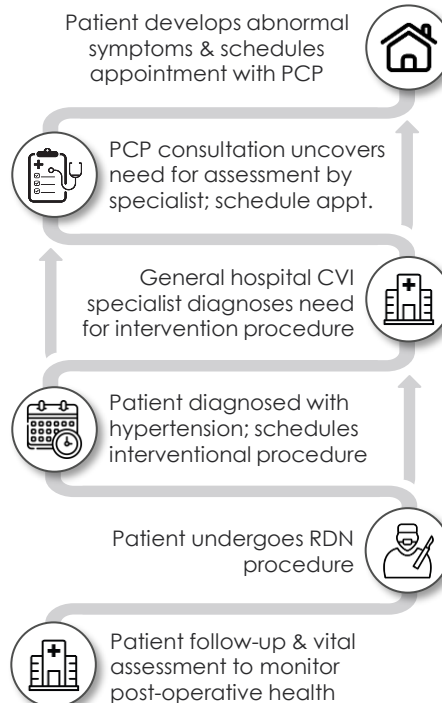 Patient develops abnormal
symptoms & schedules
appointment with PCP
PCP consultation uncovers
need for assessment by
specialist; schedule appt.
General hospital CVI
specialist diagnoses need
for intervention procedure
Patient diagnosed with
hypertension; schedules
interventional procedure
Patient undergoes RDN
procedure
Patient follow-up & vital
assessment to monitor
post-operative health